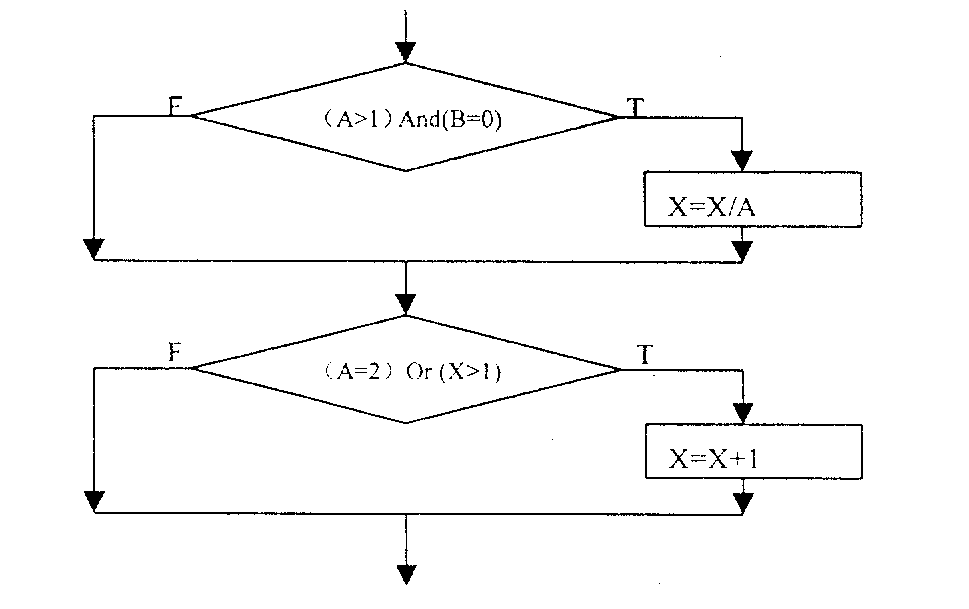 F
（A>1）And(B=0)
T
X=X/A
F
（A=2）Or (X>1)
T
X=X+1